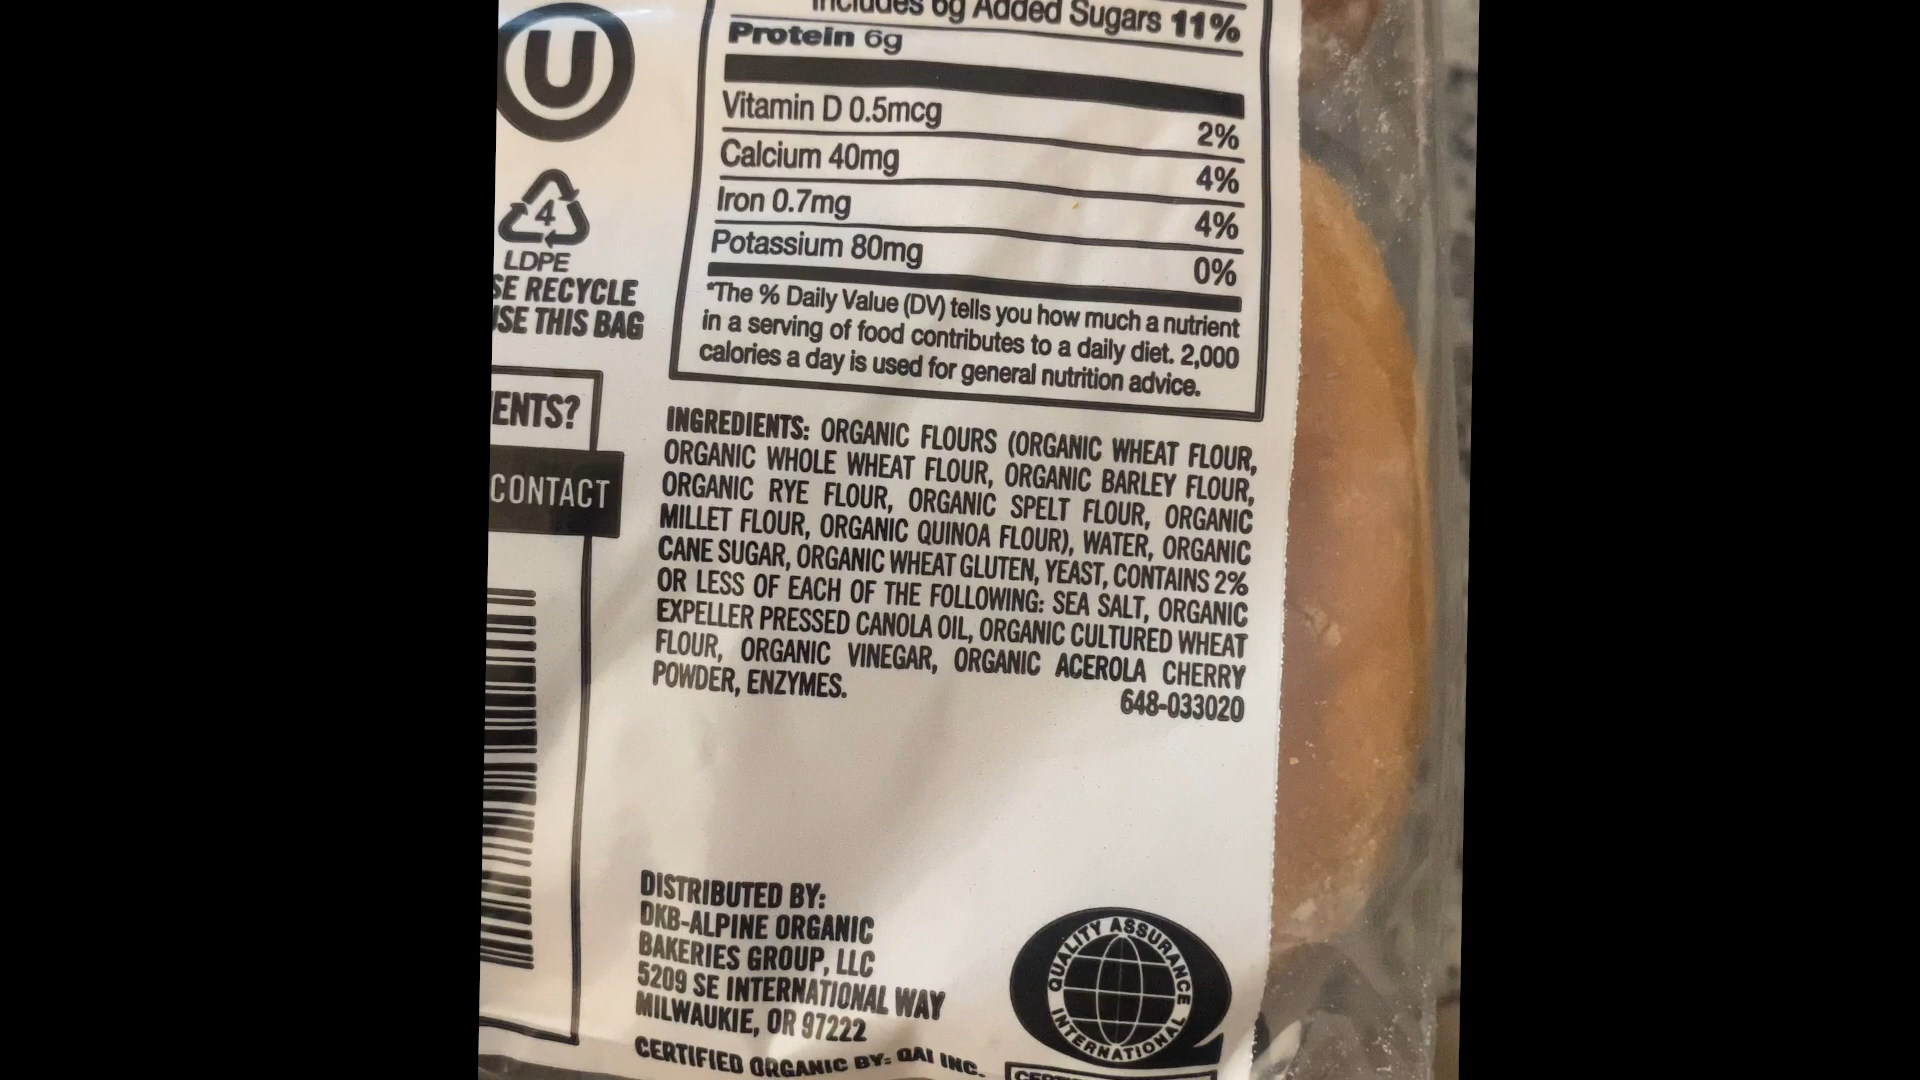 Includes 6g Added Sugars 11%
Protein 6g
Vitamin D 0.5mcg 2%
Calcium 40mg 4%
Iron 0.7mg 4%
Potassium 80mg 0%
*The % Daily Value (DV) tells you how much a nutrient
in a serving of food contributes to a daily diet. 2,000
calories a day is used for general nutrition advice.
U
4
LDPE
SE RECYCLE
USE THIS BAG
ENTS?
CONTACT
INGREDIENTS: ORGANIC FLOURS (ORGANIC WHEAT FLOUR,
ORGANIC WHOLE WHEAT FLOUR, ORGANIC BARLEY FLOUR,
ORGANIC RYE FLOUR, ORGANIC SPELT FLOUR, ORGANIC
MILLET FLOUR, ORGANIC QUINOA FLOUR), WATER, ORGANIC
CANE SUGAR, ORGANIC WHEAT GLUTEN, YEAST, CONTAINS 2%
OR LESS OF EACH OF THE FOLLOWING: SEA SALT, ORGANIC
EXPELLER PRESSED CANOLA OIL, ORGANIC CULTURED WHEAT
FLOUR, ORGANIC VINEGAR, ORGANIC ACEROLA CHERRY
POWDER, ENZYMES.
648-033020
DISTRIBUTED BY:
DKB-ALPINE ORGANIC
BAKERIES GROUP, LLC
5209 SE INTERNATIONAL WAY
MILWAUKIE, OR 97222
CERTIFIED ORGANIC BY: QAI INC.
QUALITY ASSURANCE
INTERNATIONAL